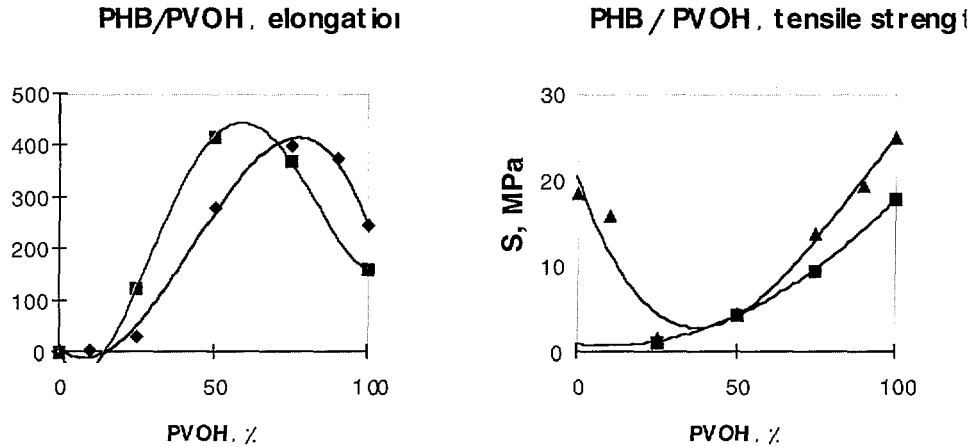 PHB/PVOH, elongation
500
400
300
200
100
0
0 50 100
PVOH, %
PHB / PVOH, tensile strengt
30
20
10
0
S, MPa
0 50 100
PVOH, %